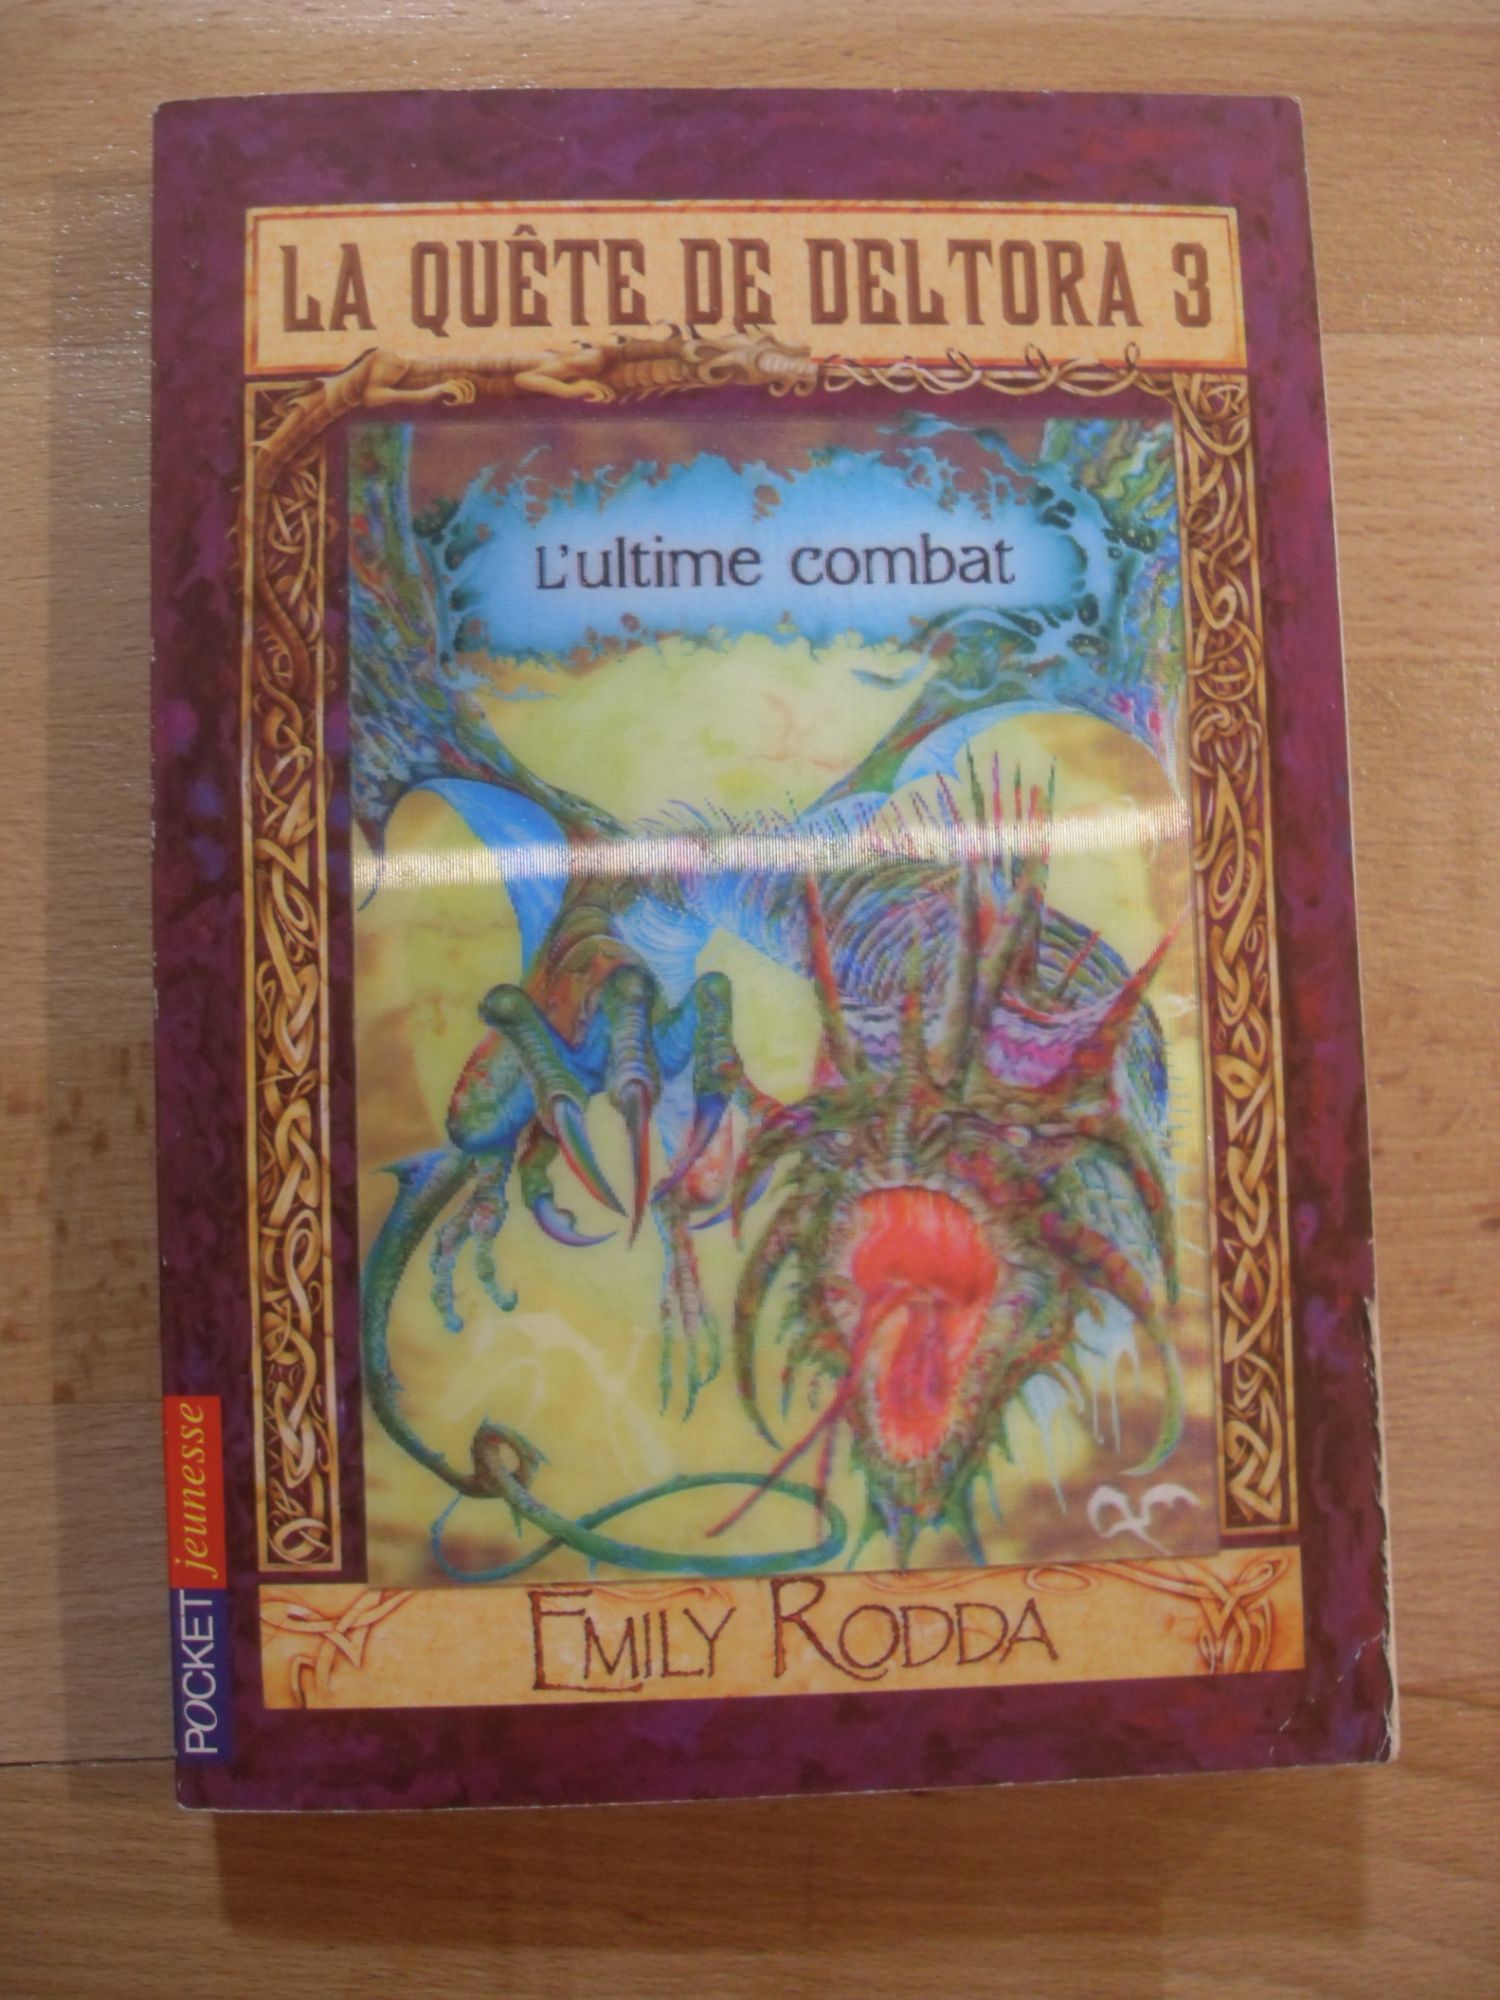 LA QUÊTE DE DELTORA 3
L'ultime combat
EMILY RODDA
POCKET jeunesse